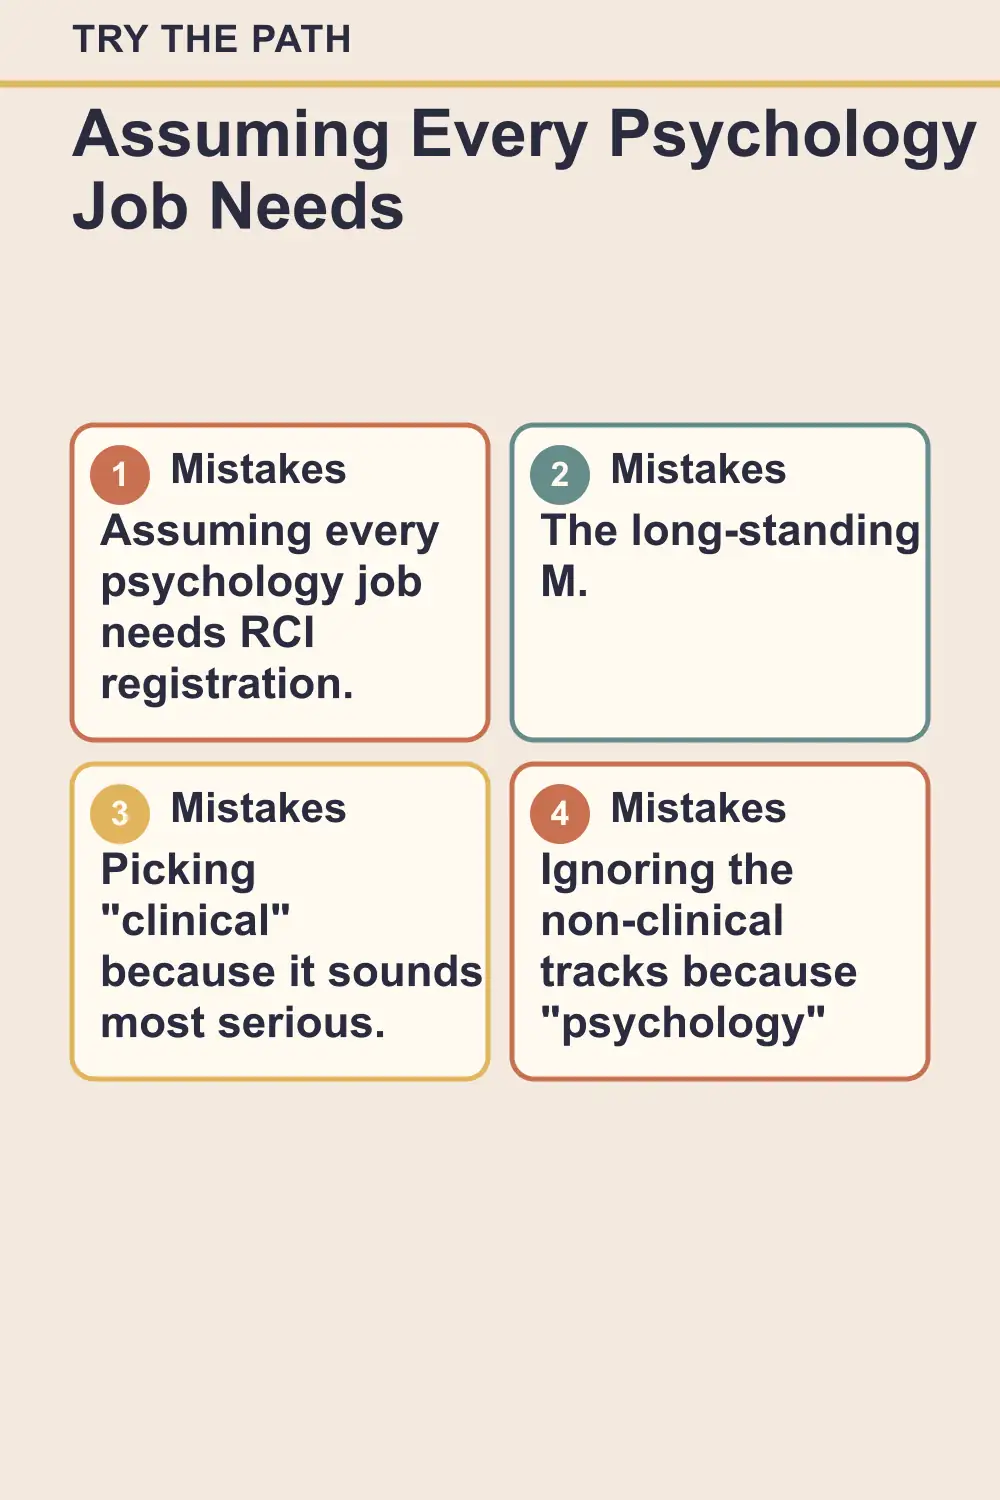 TRY THE PATH
Assuming Every Psychology
Job Needs
1 Mistakes
Assuming every
psychology job
needs RCI
registration.
2 Mistakes
The long-standing
M.
3 Mistakes
Picking
"clinical"
because it sounds
most serious.
4 Mistakes
Ignoring the
non-clinical
tracks because
"psychology"